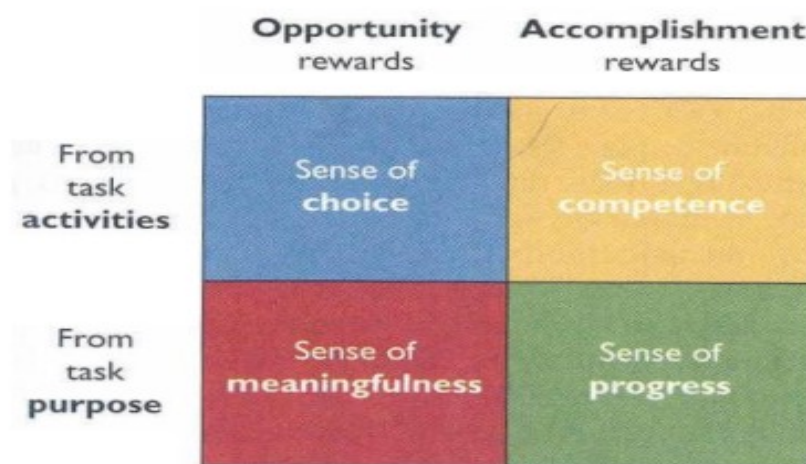 Opportunity
rewards
Accomplishment
rewards
From
task
activities
Sense of
choice
Sense of
competence
From
task
purpose
Sense of
meaningfulness
Sense of
progress